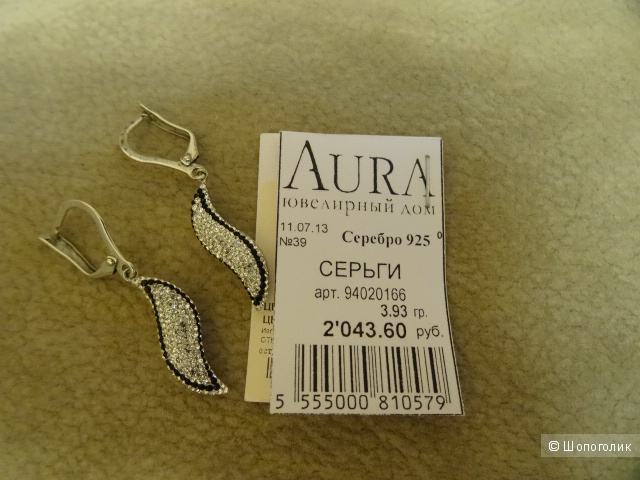 AURA
ювелирный дом
11.07.13
№39
Серебро 925 °
СЕРЬГИ
арт. 94020166
3.93 гр.
2'043.60 руб.
5 555000 810579
© Шопоголик